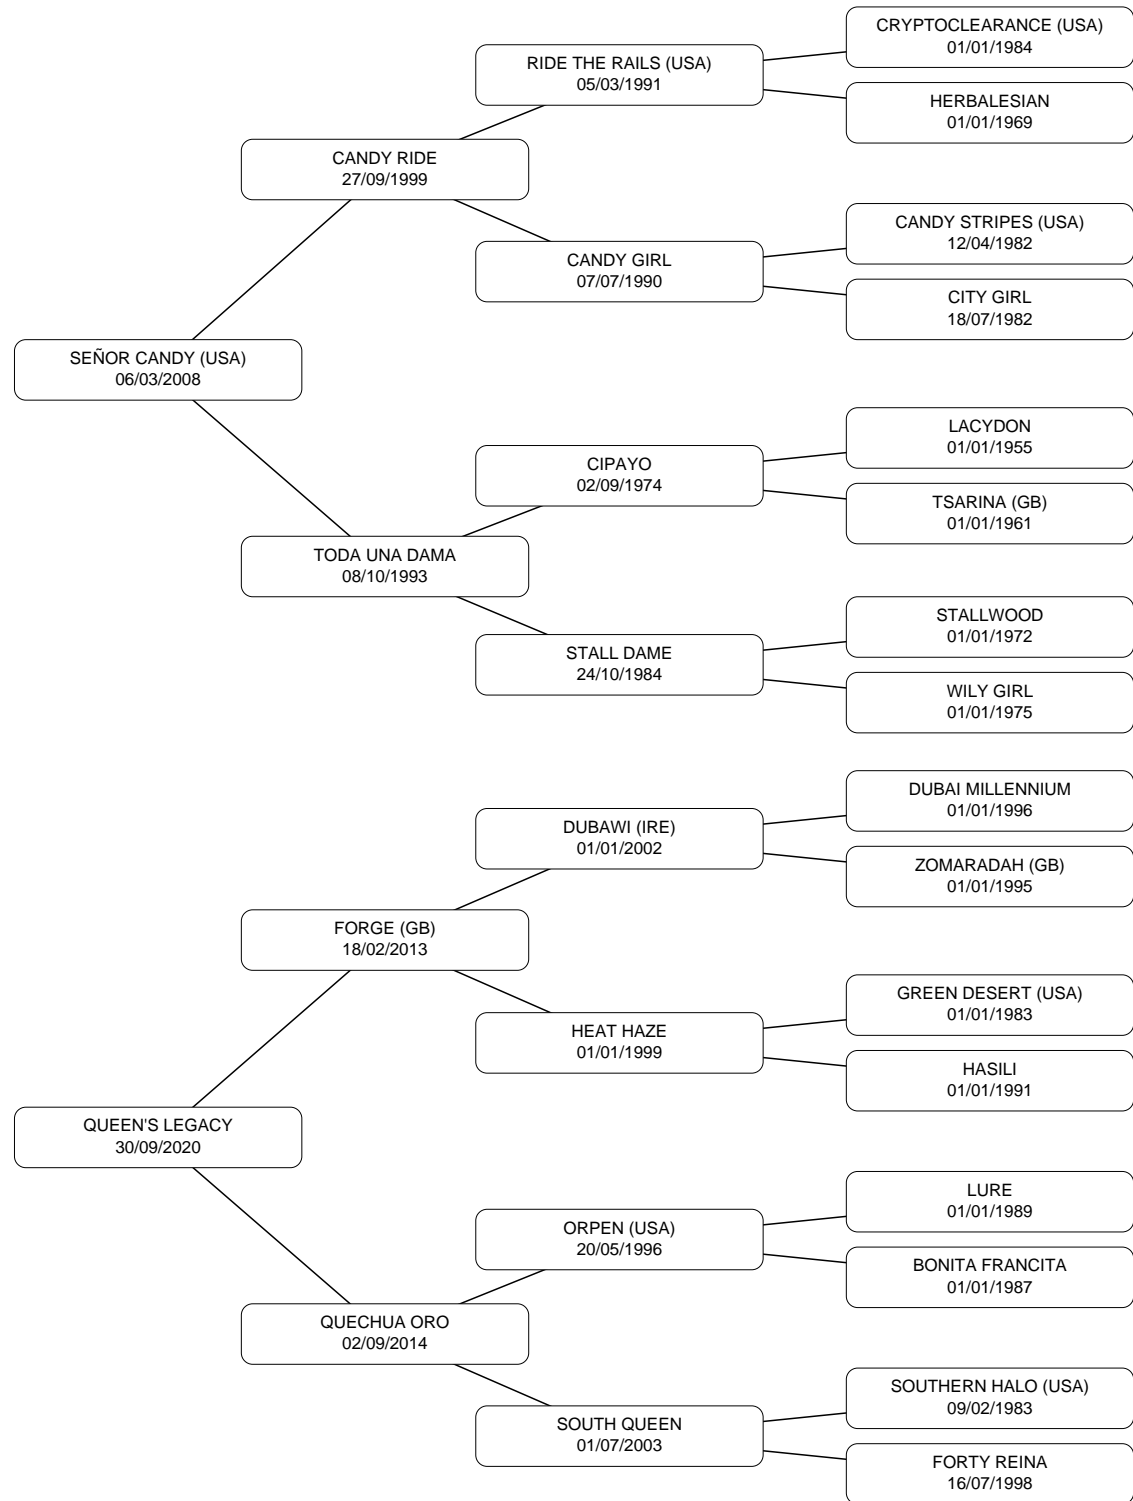 CRYPTOCLEARANCE (USA)
01/01/1984
RIDE THE RAILS (USA)
05/03/1991
HERBALESIAN
01/01/1969
CANDY RIDE
27/09/1999
CANDY STRIPES (USA)
12/04/1982
CANDY GIRL
07/07/1990
CITY GIRL
18/07/1982
SEÑOR CANDY (USA)
06/03/2008
LACYDON
01/01/1955
CIPAYO
02/09/1974
TSARINA (GB)
01/01/1961
TODA UNA DAMA
08/10/1993
STALLWOOD
01/01/1972
STALL DAME
24/10/1984
WILY GIRL
01/01/1975
DUBAI MILLENNIUM
01/01/1996
DUBAWI (IRE)
01/01/2002
ZOMARADAH (GB)
01/01/1995
FORGE (GB)
18/02/2013
GREEN DESERT (USA)
01/01/1983
HEAT HAZE
01/01/1999
HASILI
01/01/1991
QUEEN'S LEGACY
30/09/2020
LURE
01/01/1989
ORPEN (USA)
20/05/1996
BONITA FRANCITA
01/01/1987
QUECHUA ORO
02/09/2014
SOUTHERN HALO (USA)
09/02/1983
SOUTH QUEEN
01/07/2003
FORTY REINA
16/07/1998